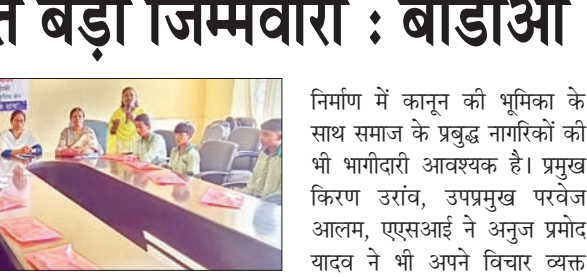 बड़ी जिम्मेवारी : बीडीओ
निर्माण में कानून की भूमिका के
साथ समाज के प्रबुद्ध नागरिकों की
भी भागीदारी आवश्यक है। प्रमुख
किरण उरांव, उपप्रमुख परवेज
आलम, एएसआई ने अनुज प्रमोद
यादव ने भी अपने विचार व्यक्त